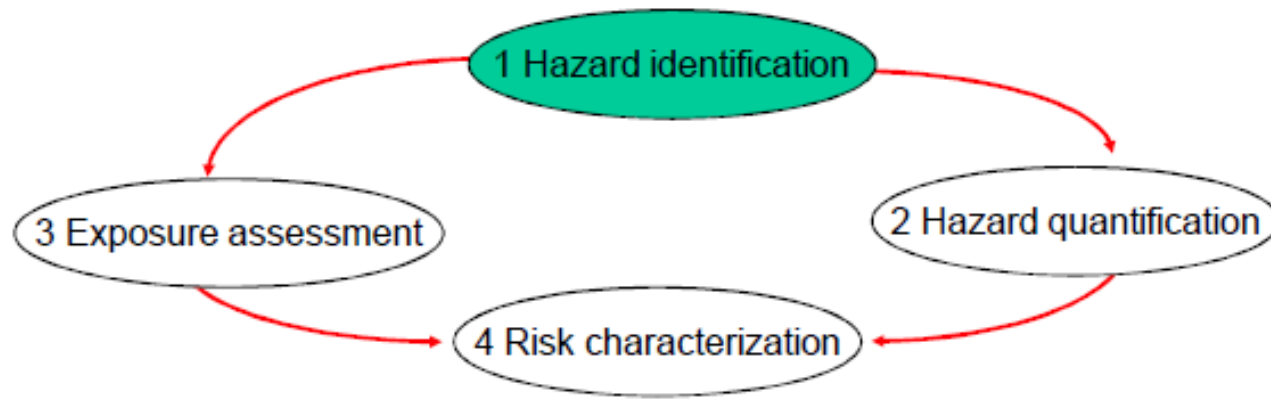 1 Hazard identification
3 Exposure assessment
2 Hazard quantification
4 Risk characterization